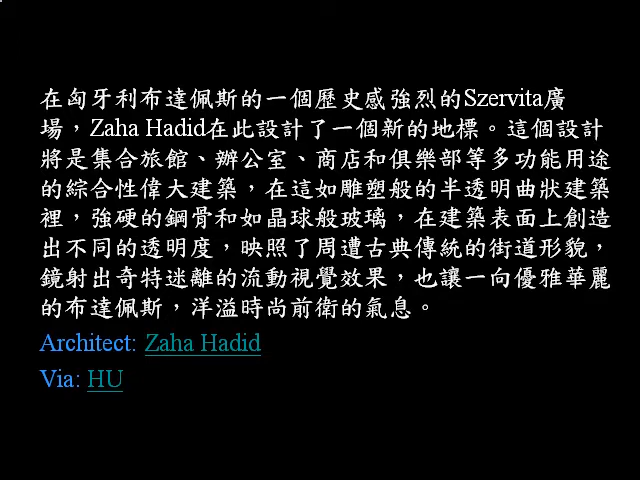 在匈牙利布達佩斯的一個歷史感強烈的Szervita廣
場，Zaha Hadid在此設計了一個新的地標。這個設計
將是集合旅館、辦公室、商店和俱樂部等多功能用途
的綜合性偉大建築，在這如雕塑般的半透明曲狀建築
裡，強硬的鋼骨和如晶球般玻璃，在建築表面上創造
出不同的透明度，映照了周遭古典傳統的街道形貌，
鏡射出奇特迷離的流動視覺效果，也讓一向優雅華麗
的布達佩斯，洋溢時尚前衛的氣息。
Architect: Zaha Hadid
Via: HU